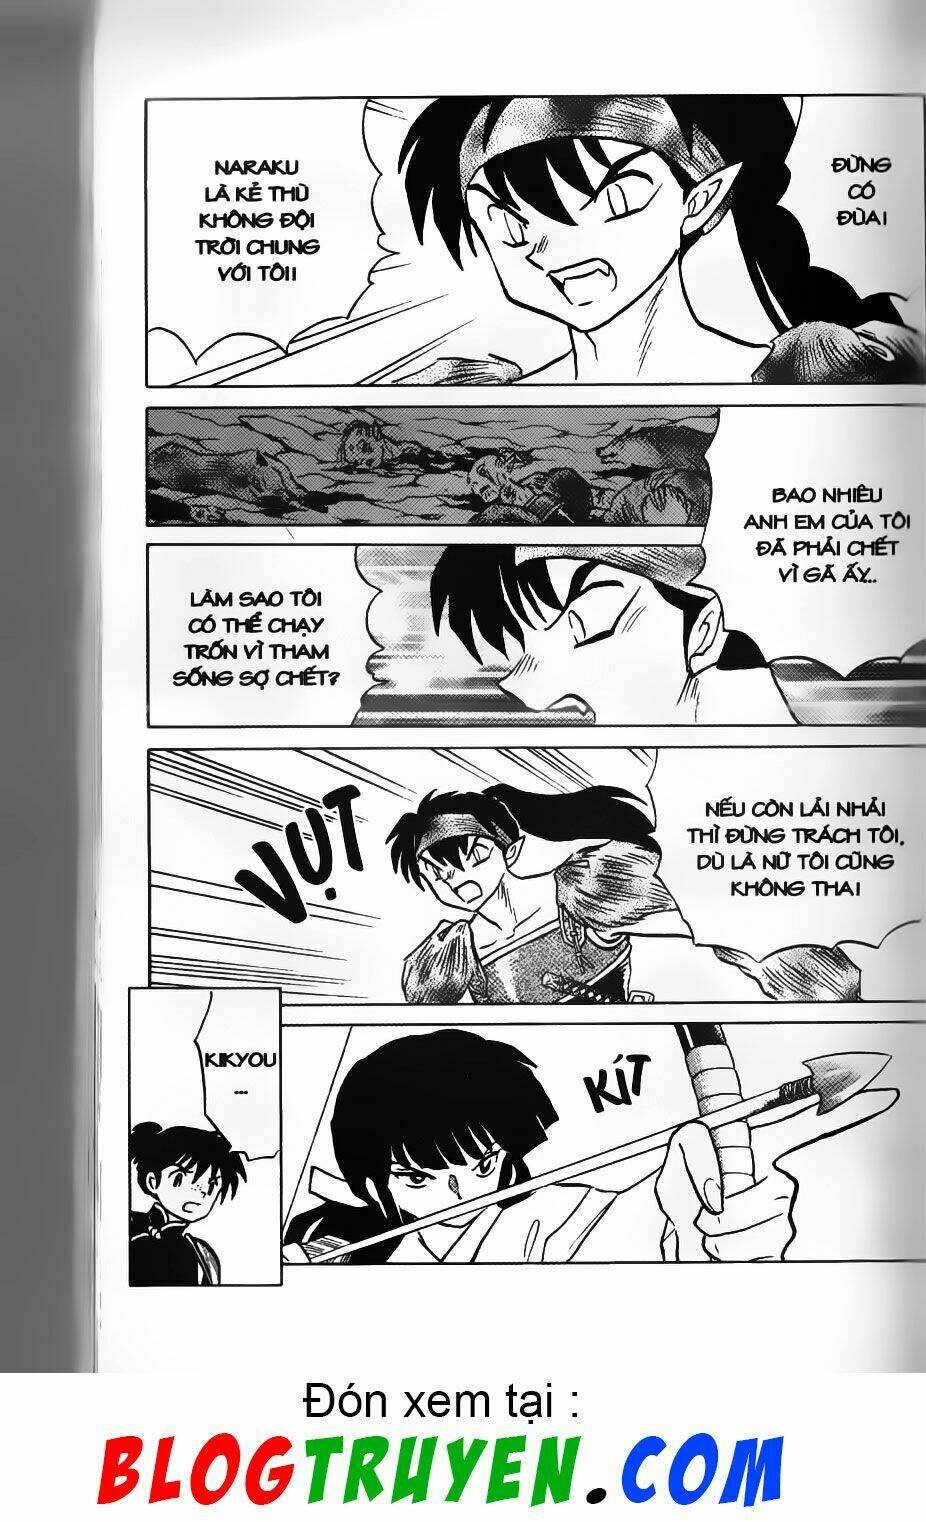 ĐỪNG
CÓ
ĐÙA!
NARAKU
LÀ KẺ THÙ
KHÔNG ĐỘI
TRỜI CHUNG
VỚI TÔI!
BAO NHIÊU
ANH EM CỦA TÔI
ĐÃ PHẢI CHẾT
VÌ GÃ ẤY...
LÀM SAO TÔI
CÓ THỂ CHẠY
TRỐN VÌ THAM
SỐNG SỢ CHẾT?
NẾU CÒN LẢI NHẢI
THÌ ĐỪNG TRÁCH TÔI.
DÙ LÀ NỮ TÔI CŨNG
KHÔNG THA!
VỤT
KÍT
KIKYOU
...
Đón xem tại :
BLOGTRUYEN.COM